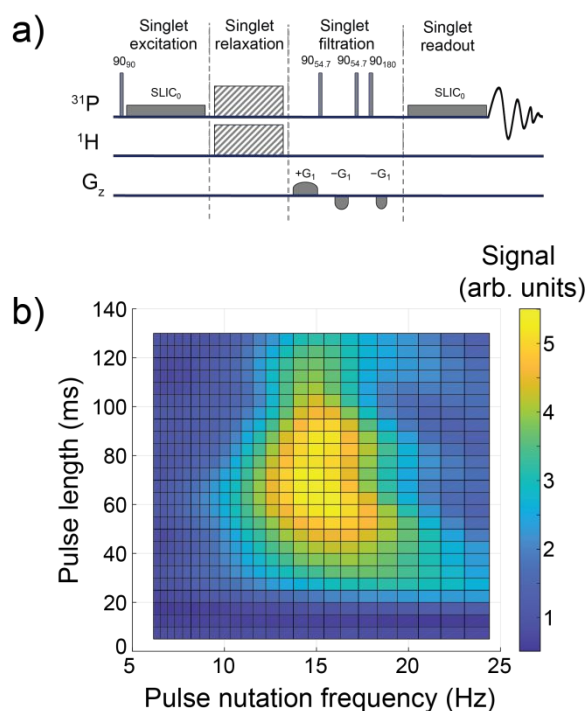 a)
Singlet excitation
Singlet relaxation
Singlet filtration
Singlet readout
90₉₀
SLIC₀
90₅₄.₇
90₅₄.₇
90₁₈₀
SLIC₀
³¹P
¹H
G_z
+G₁
−G₁
−G₁
b)
Signal
(arb. units)
140
120
100
80
60
40
20
0
Pulse length (ms)
5
10
15
20
25
Pulse nutation frequency (Hz)
5
4
3
2
1